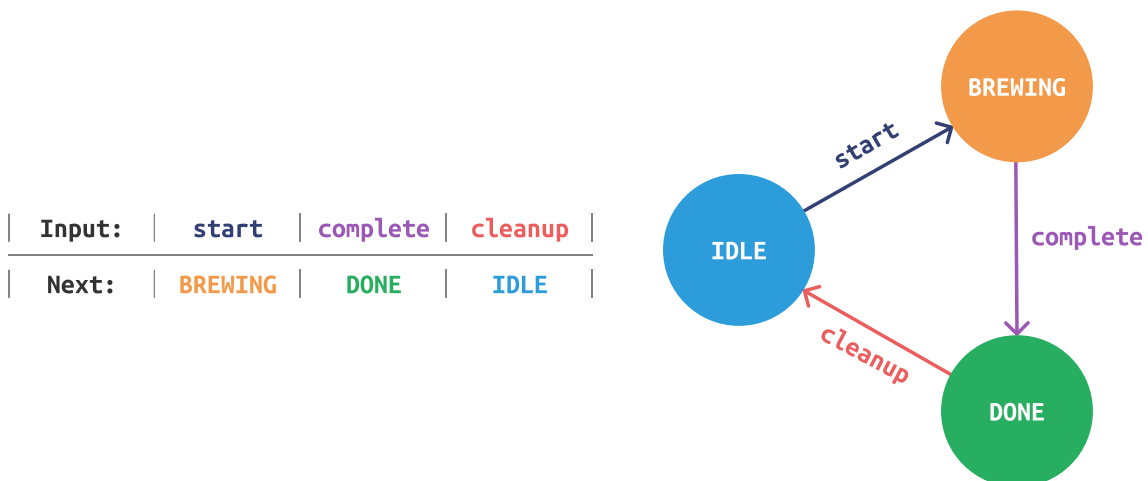 Input: start complete cleanup
Next: BREWING DONE IDLE
BREWING
start
complete
IDLE
cleanup
DONE